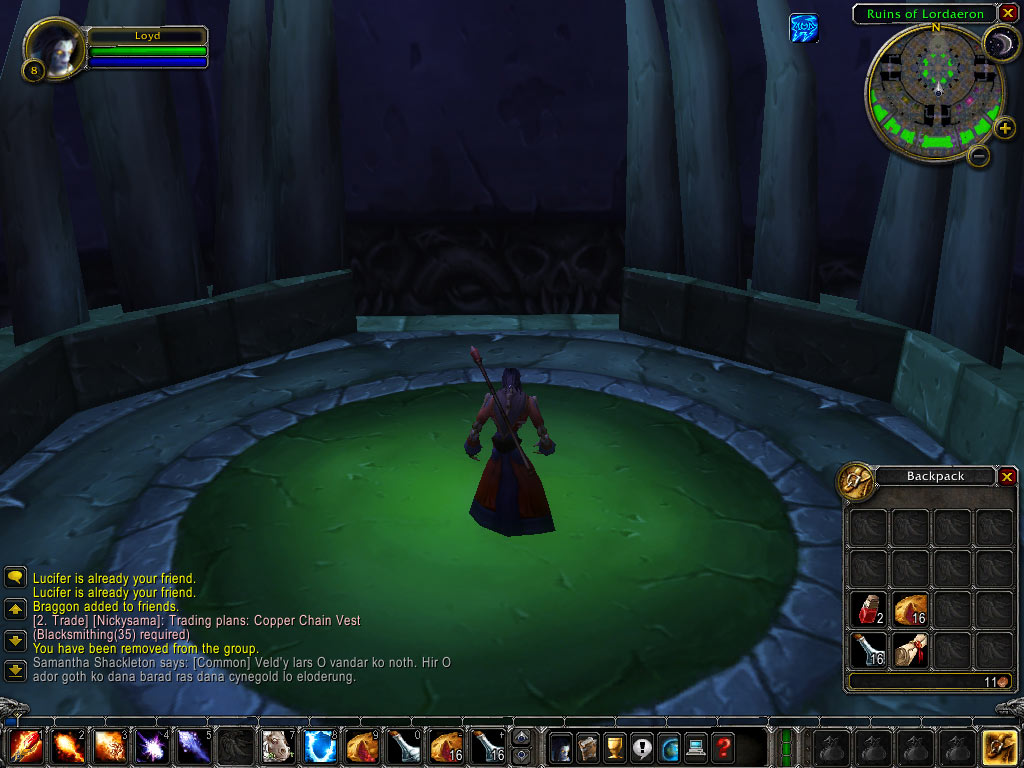 Loyd
8
Ruins of Lordaeron
N
Backpack
2
16
16
11
Lucifer is already your friend.
Lucifer is already your friend.
Braggon added to friends.
[2. Trade] [Nickysama]: Trading plans: Copper Chain Vest
(Blacksmithing(35) required)
You have been removed from the group.
Samantha Shackleton says: [Common] Veld'y lars O vandar ko noth. Hir O
ador goth ko dana barad ras dana cynegold lo eloderung.
2 3 4 5 7 8 9 0 - +
16 16